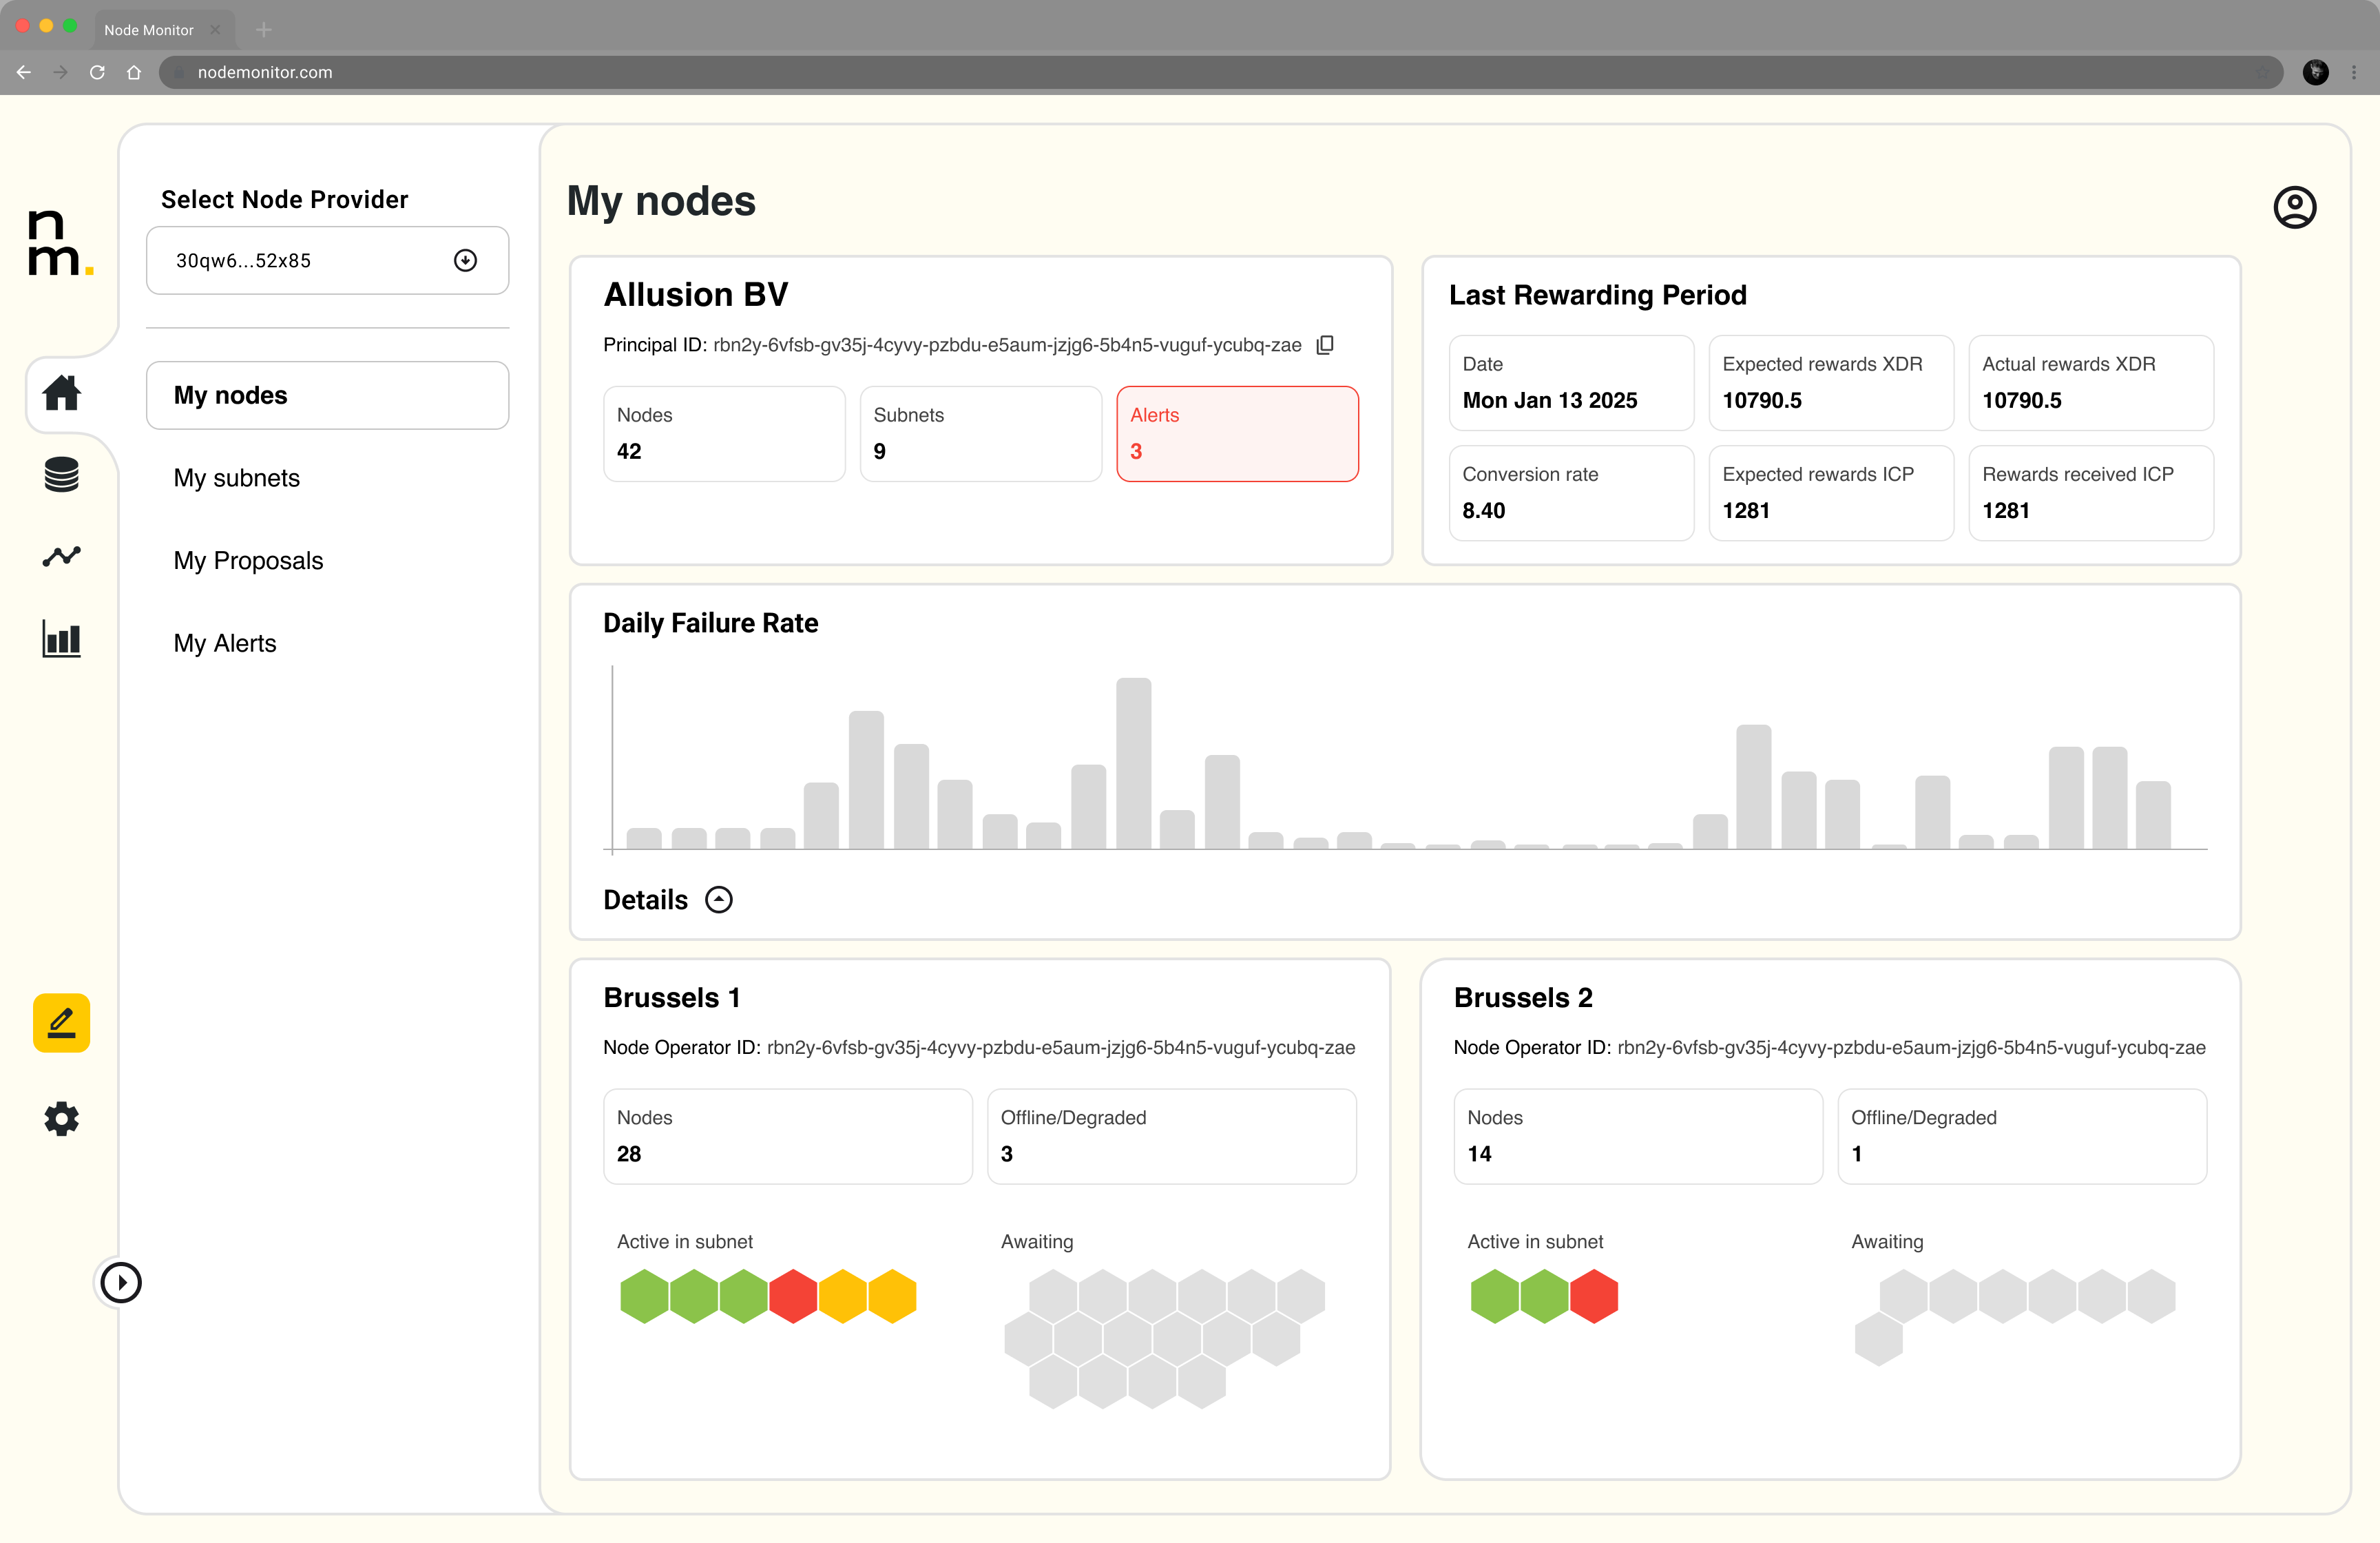 Node Monitor
nodemonitor.com
nm.
Select Node Provider
30qw6...52x85
My nodes
My subnets
My Proposals
My Alerts
My nodes
Allusion BV
Principal ID: rbn2y-6vfsb-gv35j-4cyvy-pzbdu-e5aum-jzjg6-5b4n5-vuguf-ycubq-zae
Nodes
42
Subnets
9
Alerts
3
Last Rewarding Period
Date
Mon Jan 13 2025
Expected rewards XDR
10790.5
Actual rewards XDR
10790.5
Conversion rate
8.40
Expected rewards ICP
1281
Rewards received ICP
1281
Daily Failure Rate
Details
Brussels 1
Node Operator ID: rbn2y-6vfsb-gv35j-4cyvy-pzbdu-e5aum-jzjg6-5b4n5-vuguf-ycubq-zae
Nodes
28
Offline/Degraded
3
Active in subnet
Awaiting
Brussels 2
Node Operator ID: rbn2y-6vfsb-gv35j-4cyvy-pzbdu-e5aum-jzjg6-5b4n5-vuguf-ycubq-zae
Nodes
14
Offline/Degraded
1
Active in subnet
Awaiting